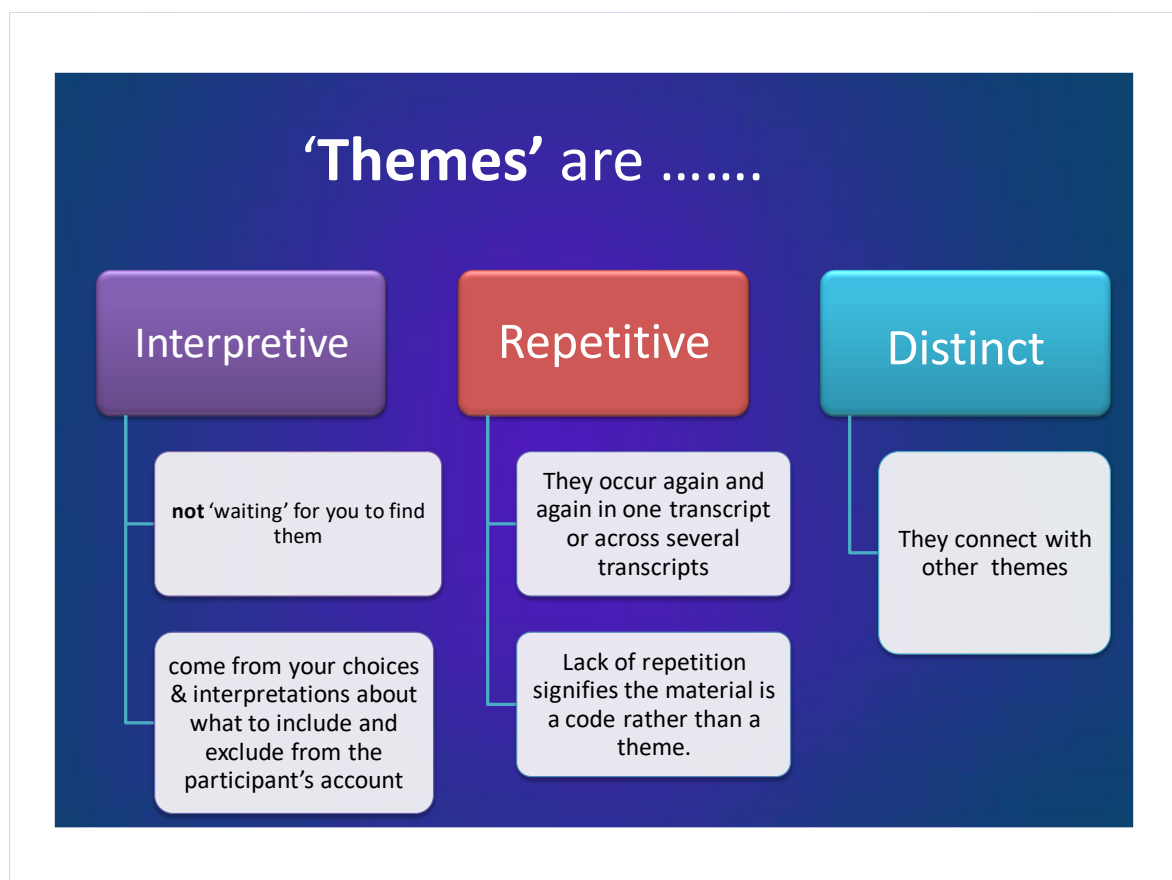 ‘Themes’ are …….
Interpretive
not ‘waiting’ for you to find
them
come from your choices
& interpretations about
what to include and
exclude from the
participant’s account
Repetitive
They occur again and
again in one transcript
or across several
transcripts
Lack of repetition
signifies the material is
a code rather than a
theme.
Distinct
They connect with
other themes